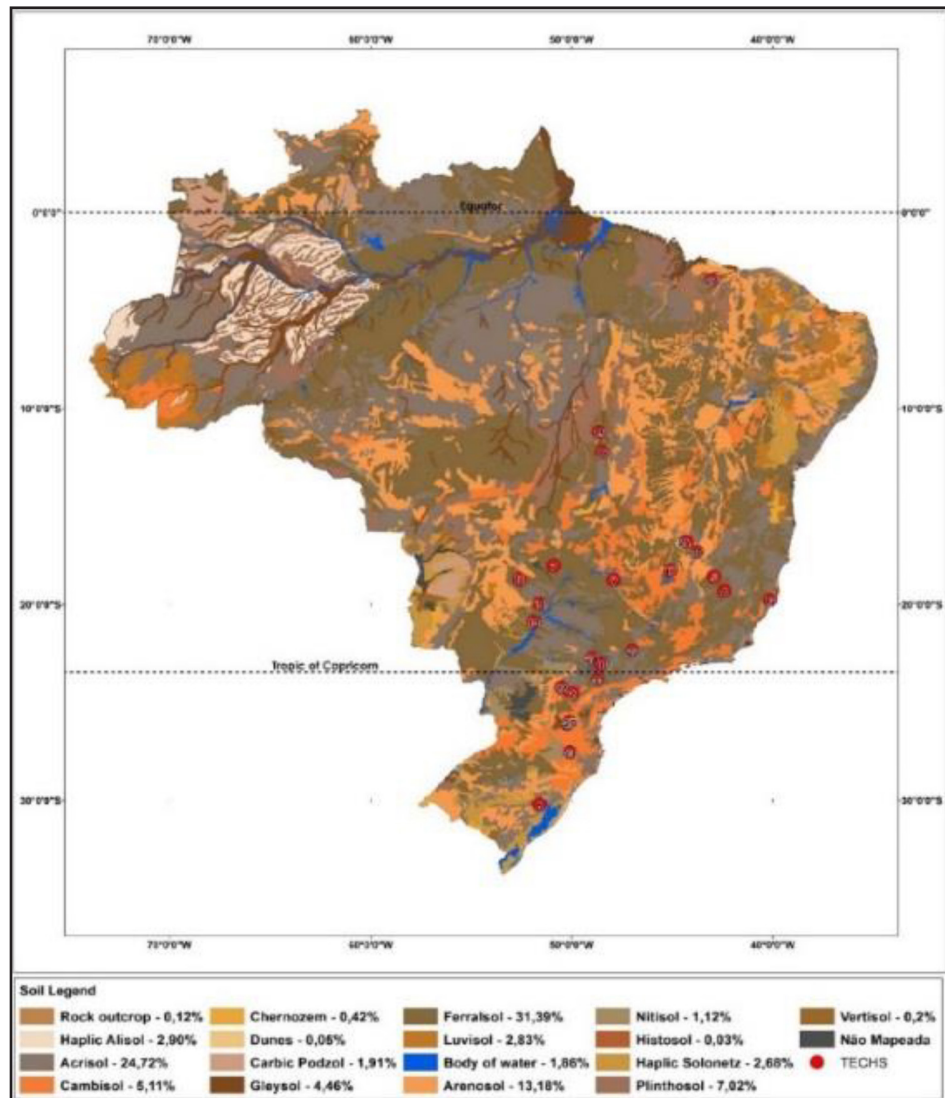 70°0'0"W 60°0'0"W 50°0'0"W 40°0'0"W
0°0'0" Equator 0°0'0"
10°0'0"S 10°0'0"S
20°0'0"S 20°0'0"S
Tropic of Capricorn
30°0'0"S 30°0'0"S
70°0'0"W 60°0'0"W 50°0'0"W 40°0'0"W
Soil Legend
Rock outcrop - 0,12% Chernozem - 0,42% Ferralsol - 31,39% Nitisol - 1,12% Vertisol - 0,2%
Haplic Alisol - 2,90% Dunes - 0,05% Luvisol - 2,83% Histosol - 0,03% Não Mapeada
Acrisol - 24,72% Carbic Podzol - 1,91% Body of water - 1,86% Haplic Solonetz - 2,68% TECHS
Cambisol - 5,11% Gleysol - 4,46% Arenosol - 13,18% Plinthosol - 7,02%